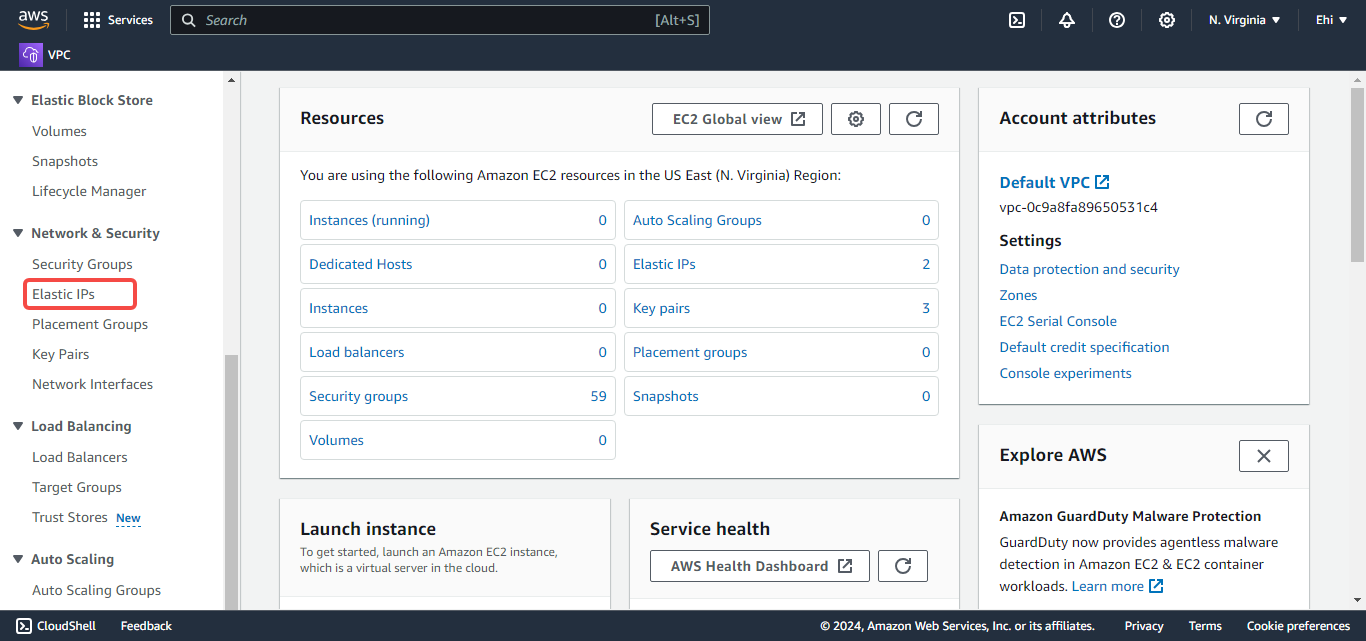 aws
Services
Search
[Alt+S]
N. Virginia
Ehi
VPC
Elastic Block Store
Volumes
Snapshots
Lifecycle Manager
Network & Security
Security Groups
Elastic IPs
Placement Groups
Key Pairs
Network Interfaces
Load Balancing
Load Balancers
Target Groups
Trust Stores New
Auto Scaling
Auto Scaling Groups
Resources
EC2 Global view
You are using the following Amazon EC2 resources in the US East (N. Virginia) Region:
Instances (running) 0
Auto Scaling Groups 0
Dedicated Hosts 0
Elastic IPs 2
Instances 0
Key pairs 3
Load balancers 0
Placement groups 0
Security groups 59
Snapshots 0
Volumes 0
Launch instance
To get started, launch an Amazon EC2 instance,
which is a virtual server in the cloud.
Service health
AWS Health Dashboard
Account attributes
Default VPC
vpc-0c9a8fa89650531c4
Settings
Data protection and security
Zones
EC2 Serial Console
Default credit specification
Console experiments
Explore AWS
Amazon GuardDuty Malware Protection
GuardDuty now provides agentless malware
detection in Amazon EC2 & EC2 container
workloads. Learn more
CloudShell
Feedback
© 2024, Amazon Web Services, Inc. or its affiliates.
Privacy
Terms
Cookie preferences